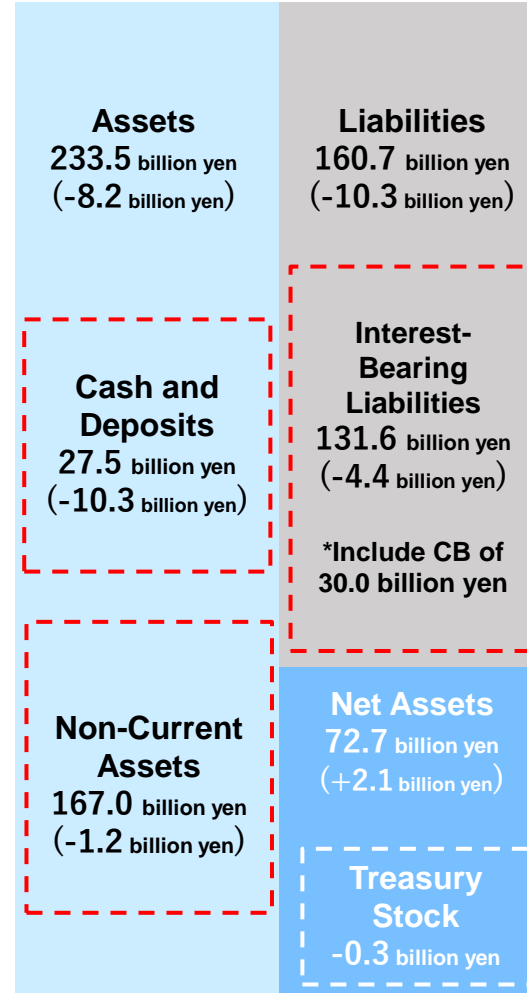 Assets
233.5 billion yen
(-8.2 billion yen)
Cash and
Deposits
27.5 billion yen
(-10.3 billion yen)
Non-Current
Assets
167.0 billion yen
(-1.2 billion yen)
Liabilities
160.7 billion yen
(-10.3 billion yen)
Interest-
Bearing
Liabilities
131.6 billion yen
(-4.4 billion yen)
*Include CB of
30.0 billion yen
Net Assets
72.7 billion yen
(+2.1 billion yen)
Treasury
Stock
-0.3 billion yen